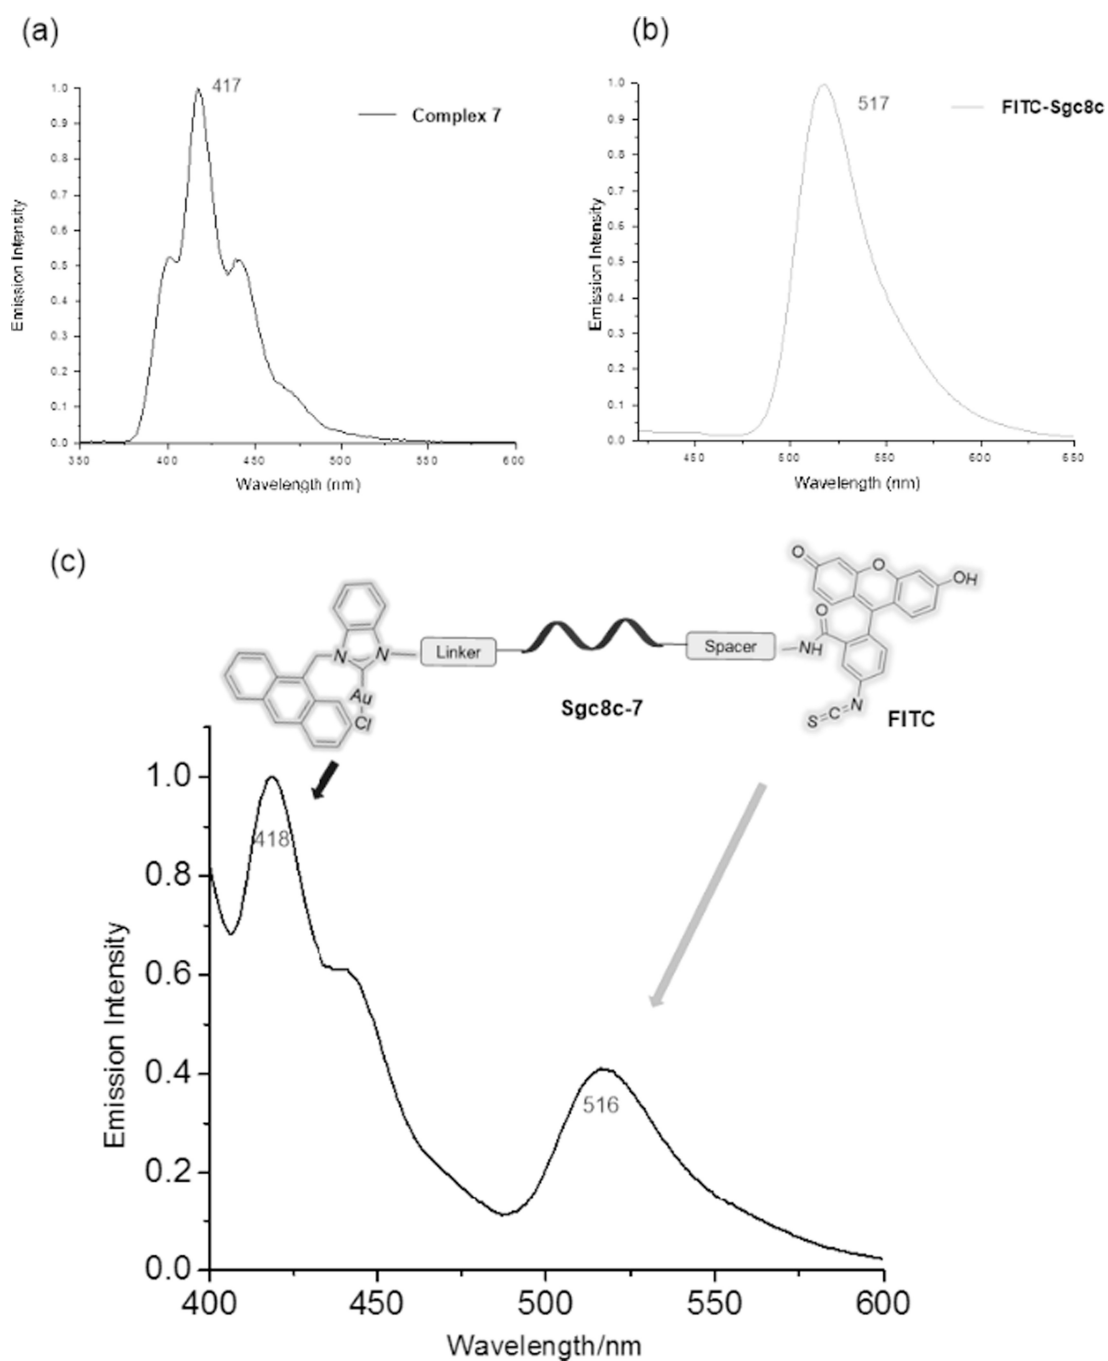 (a)
417
Complex 7
1.0
0.9
0.8
0.7
0.6
0.5
0.4
0.3
0.2
0.1
0.0
Emission Intensity
350 400 450 500 550 600
Wavelength (nm)
(b)
517
FITC-Sgc8c
1.0
0.9
0.8
0.7
0.6
0.5
0.4
0.3
0.2
0.1
0.0
Emission Intensity
450 500 550 600 650
Wavelength (nm)
(c)
N N
Au
Cl
Linker
Sgc8c-7
Spacer
NH
O
O
O
OH
S=C=N
FITC
1.0
0.8
0.6
0.4
0.2
0.0
Emission Intensity
418
516
400 450 500 550 600
Wavelength/nm